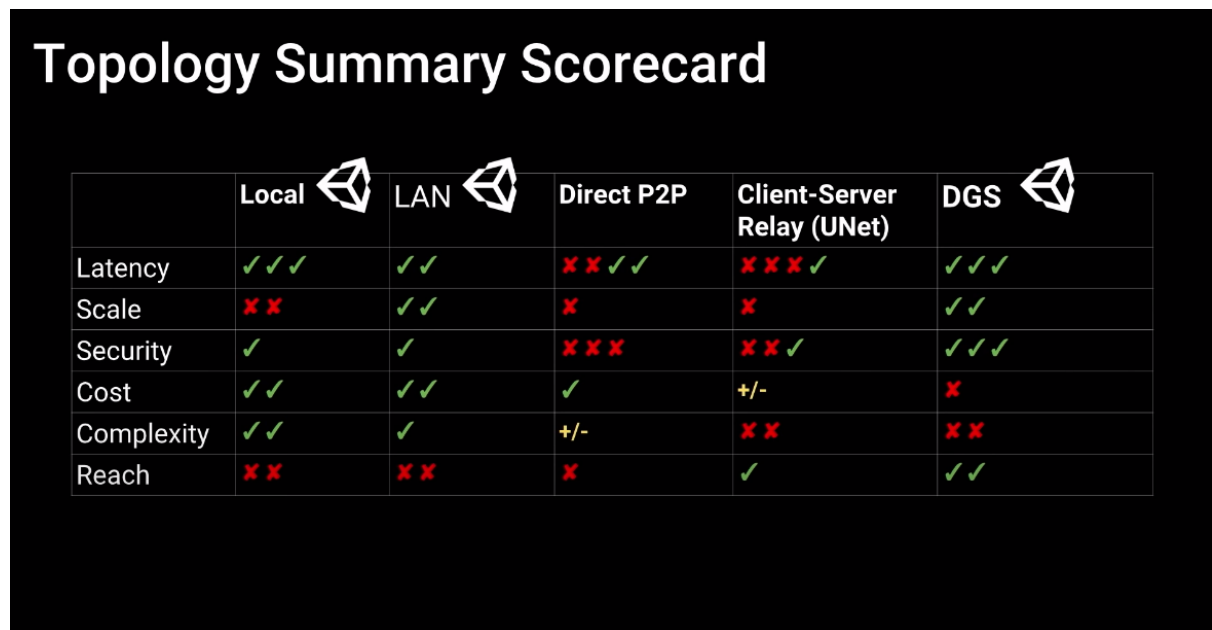 Topology Summary Scorecard
Local LAN Direct P2P Client-Server DGS
Relay (UNet)
Latency ✓✓✓ ✓✓ ✘✘✓✓ ✘✘✘✓ ✓✓✓
Scale ✘✘ ✓✓ ✘ ✘ ✓✓
Security ✓ ✓ ✘✘✘ ✘✘✓ ✓✓✓
Cost ✓✓ ✓✓ ✓ +/- ✘
Complexity ✓✓ ✓ +/- ✘✘ ✘✘
Reach ✘✘ ✘✘ ✘ ✓ ✓✓